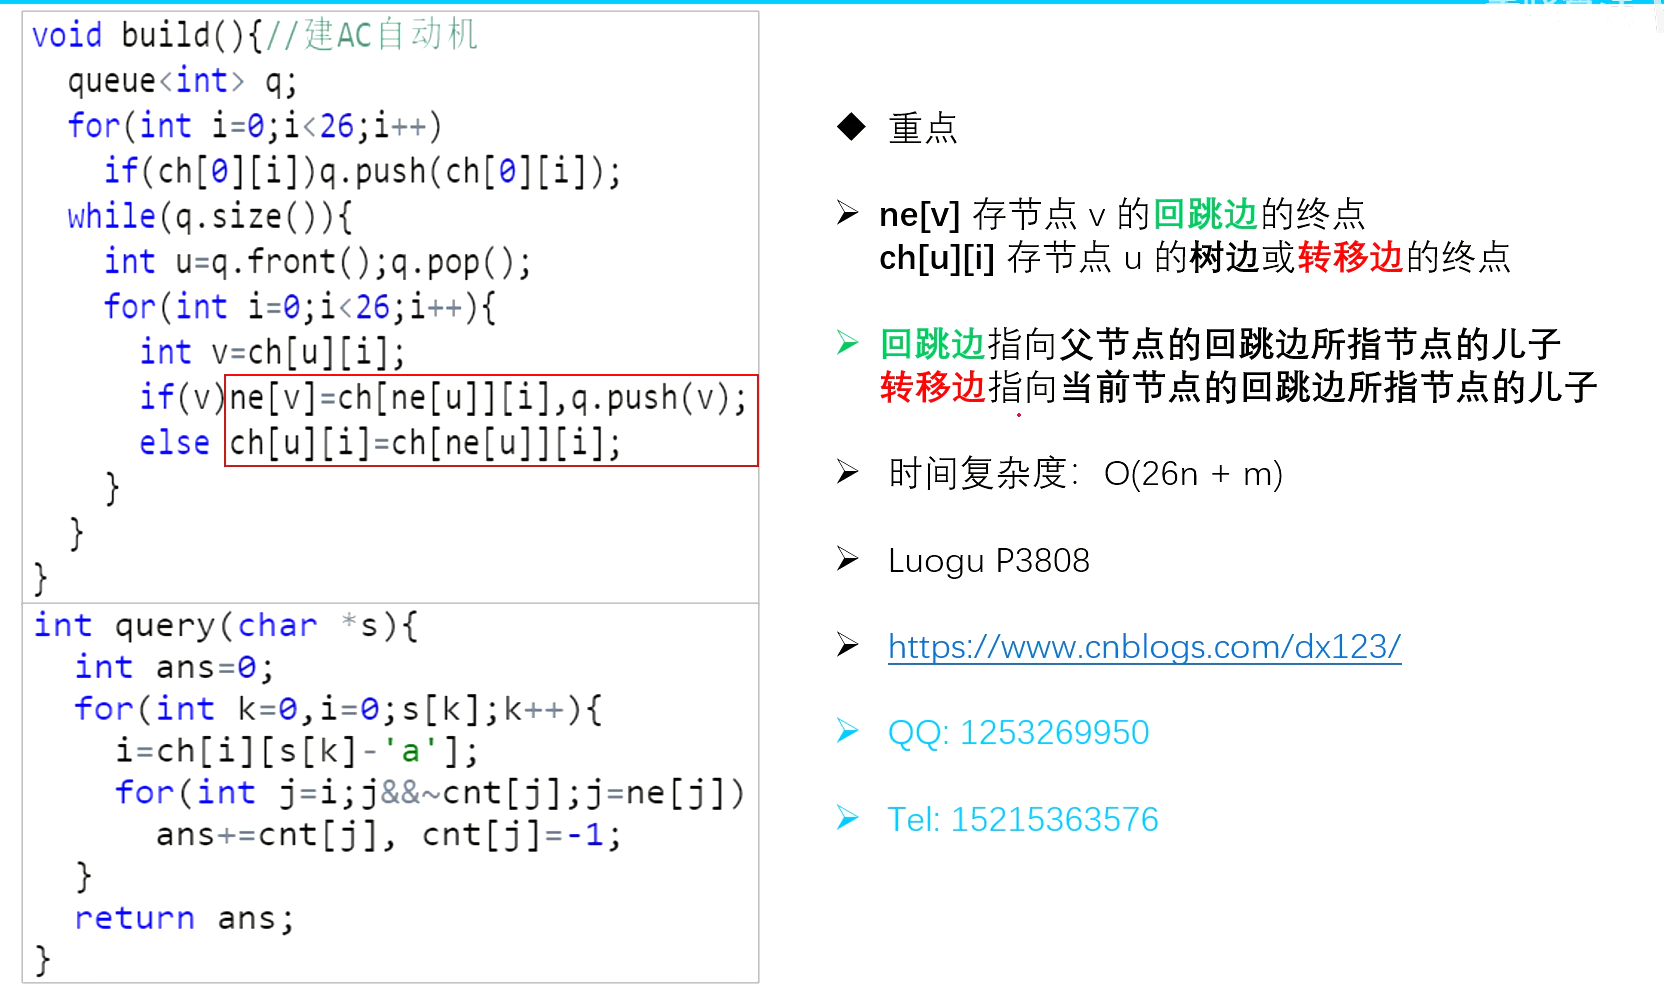 void build(){//建AC自动机
queue<int> q;
for(int i=0;i<26;i++)
if(ch[0][i])q.push(ch[0][i]);
while(q.size()){
int u=q.front();q.pop();
for(int i=0;i<26;i++){
int v=ch[u][i];
if(v)ne[v]=ch[ne[u]][i],q.push(v);
else ch[u][i]=ch[ne[u]][i];
}
}
}
int query(char *s){
int ans=0;
for(int k=0,i=0;s[k];k++){
i=ch[i][s[k]-'a'];
for(int j=i;j&&~cnt[j];j=ne[j])
ans+=cnt[j], cnt[j]=-1;
}
return ans;
}
重点
ne[v] 存节点 v 的回跳边的终点
ch[u][i] 存节点 u 的树边或转移边的终点
回跳边指向父节点的回跳边所指节点的儿子
转移边指向当前节点的回跳边所指节点的儿子
时间复杂度：O(26n + m)
Luogu P3808
https://www.cnblogs.com/dx123/
QQ: 1253269950
Tel: 15215363576